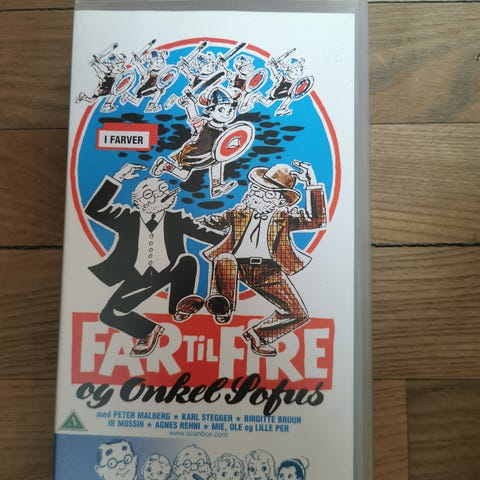 I FARVER
FAR TIL FIRE
og Onkel Sofus
med PETER MALBERG ★ KARL STEGGER ★ BIRGITTE BRUUN
IB MOSSIN ★ AGNES REHNI ★ MIE, OLE og LILLE PER
www.scanbox.com
A